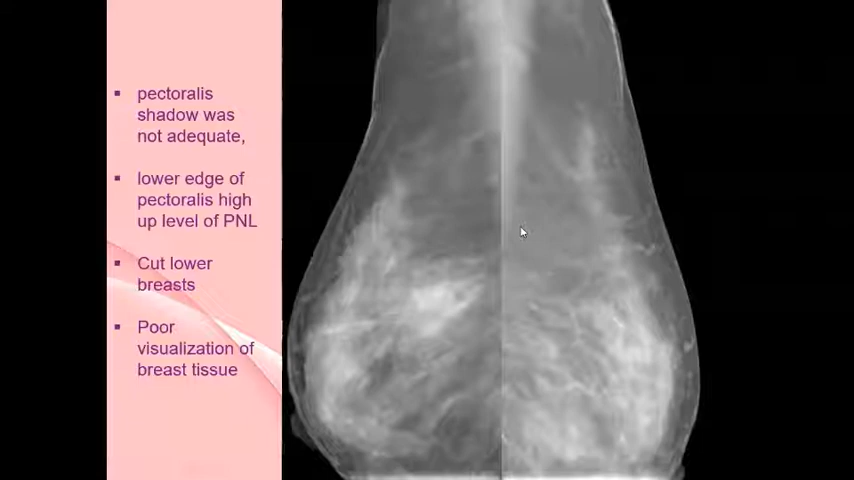 ▪ pectoralis
shadow was
not adequate,
▪ lower edge of
pectoralis high
up level of PNL
▪ Cut lower
breasts
▪ Poor
visualization of
breast tissue